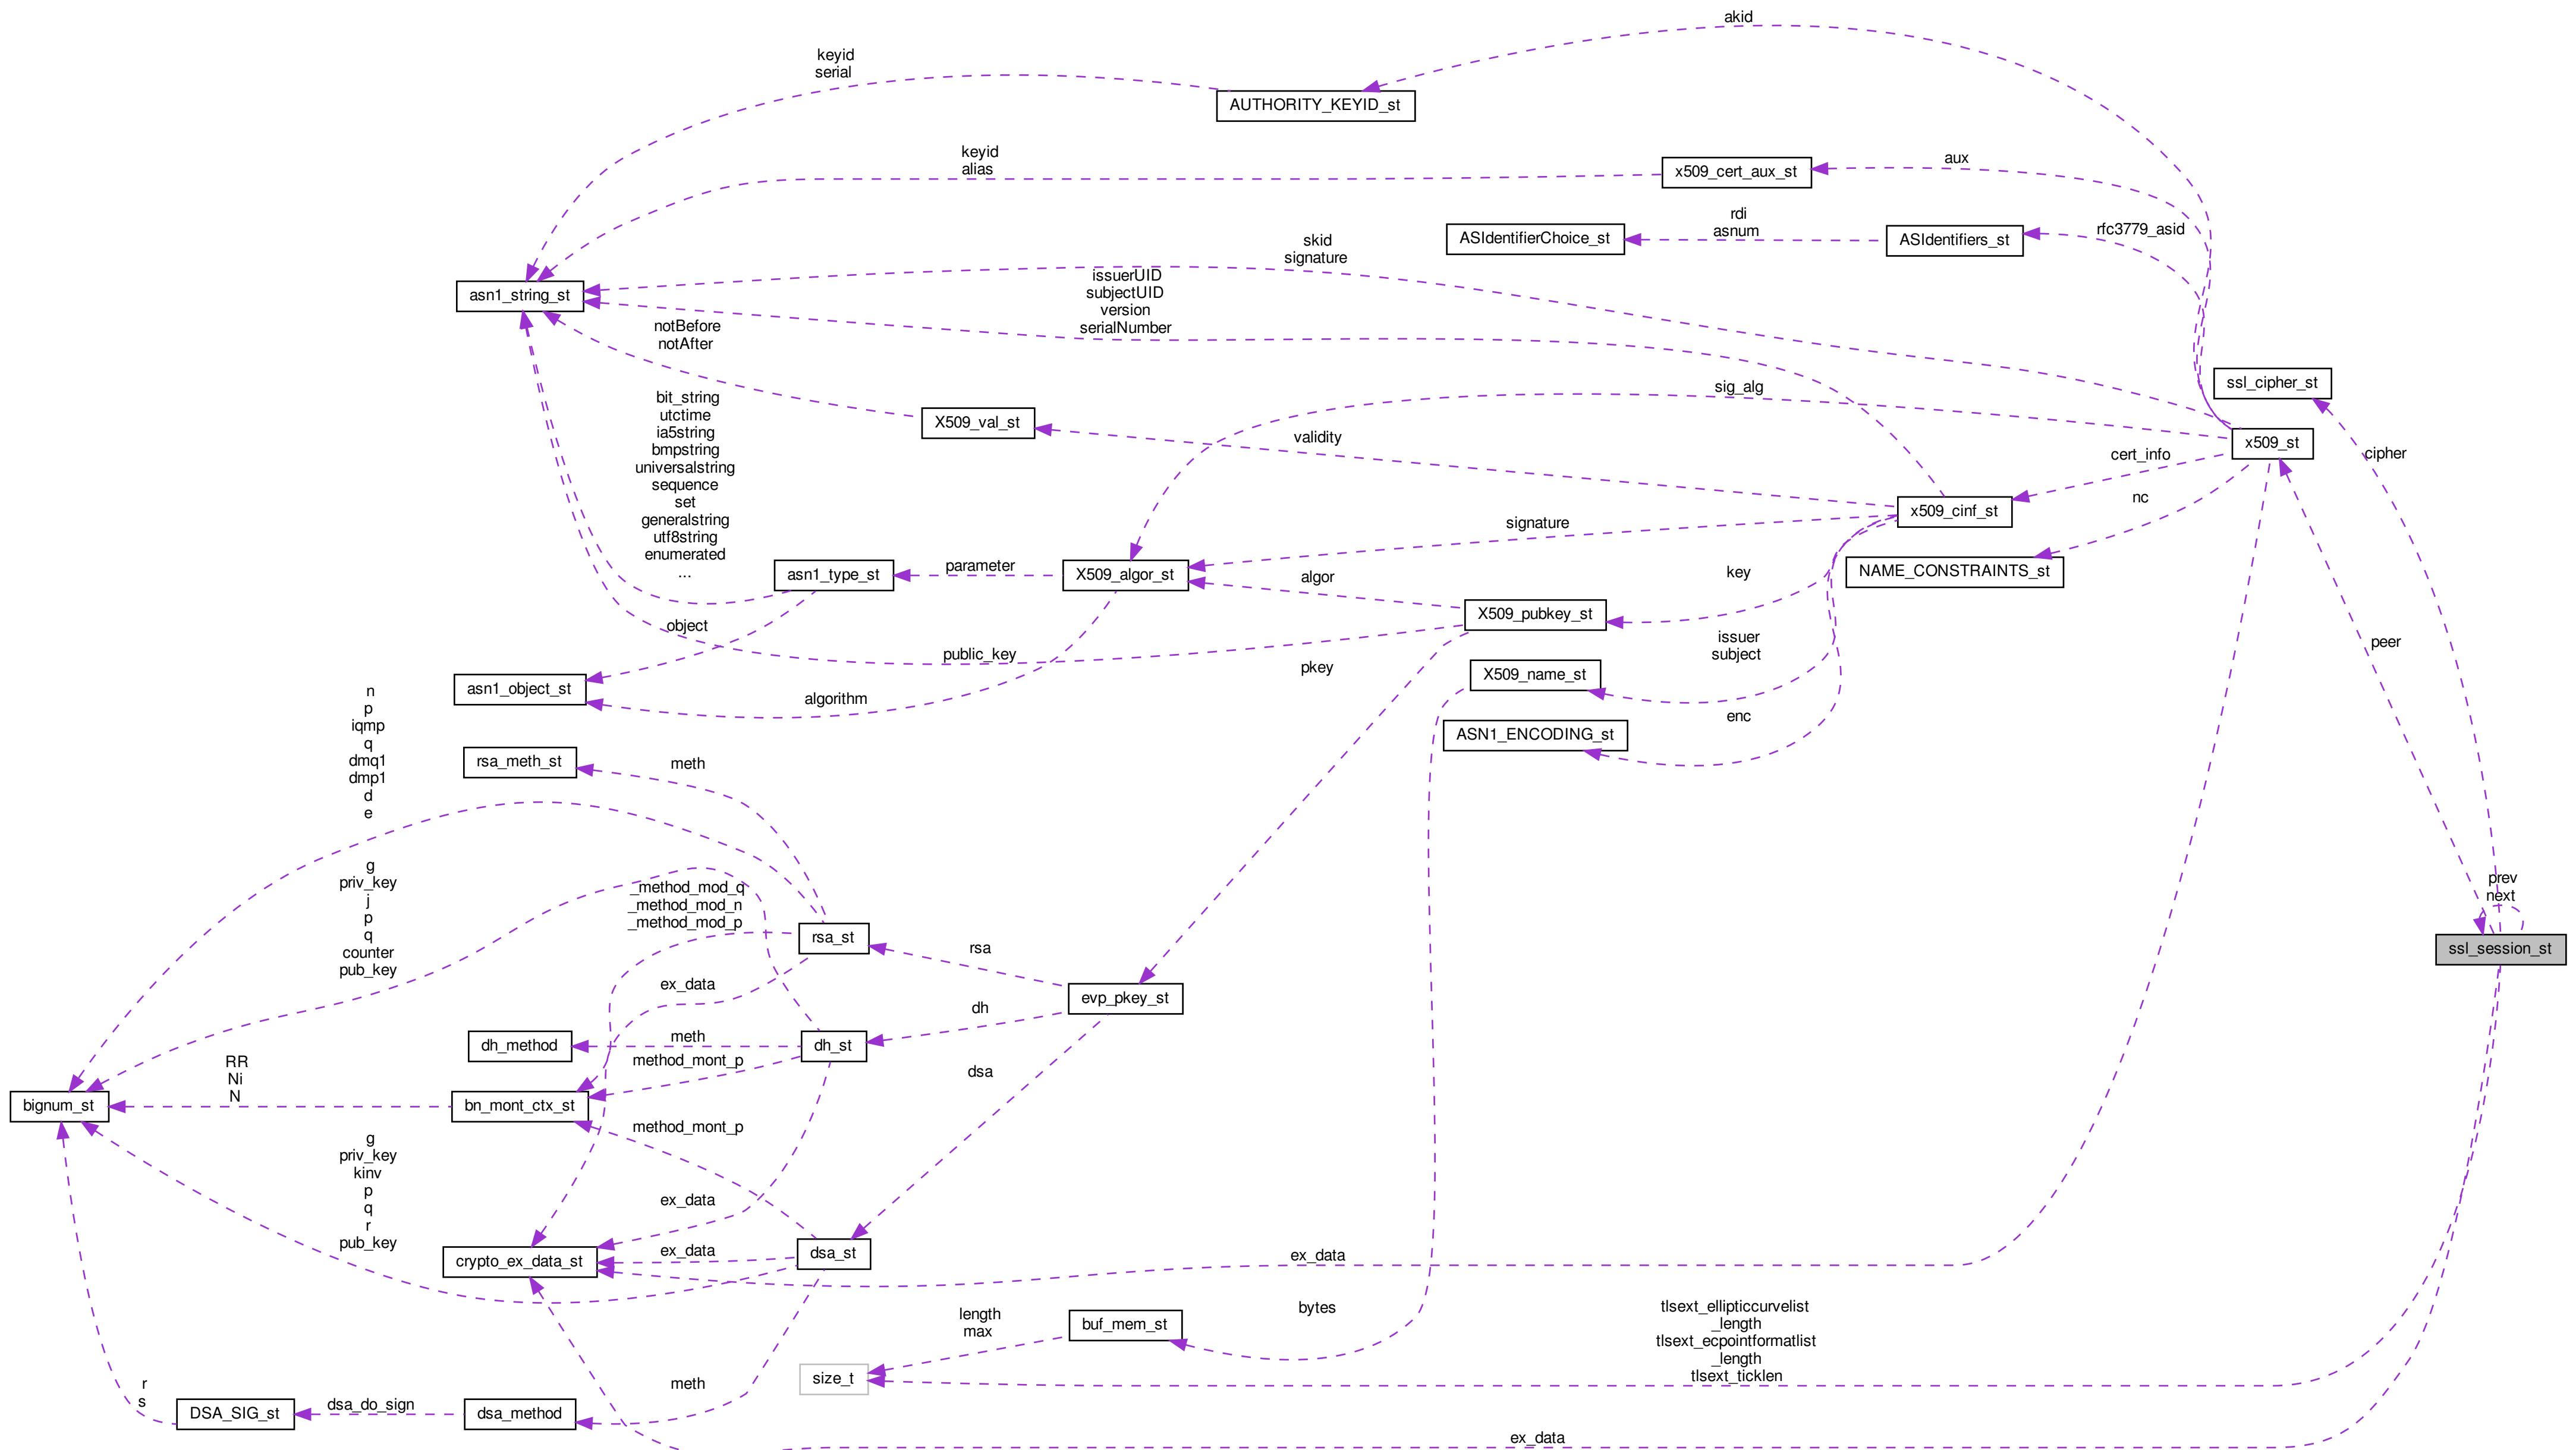 akid
keyid
serial
AUTHORITY_KEYID_st
keyid
alias
x509_cert_aux_st
aux
rdi
asnum
ASIdentifierChoice_st
ASIdentifiers_st
rfc3779_asid
skid
signature
asn1_string_st
issuerUID
subjectUID
version
serialNumber
notBefore
notAfter
ssl_cipher_st
sig_alg
bit_string
utctime
ia5string
bmpstring
universalstring
sequence
set
generalstring
utf8string
enumerated
...
X509_val_st
validity
x509_st
cert_info
cipher
nc
x509_cinf_st
signature
asn1_type_st
parameter
X509_algor_st
algor
key
NAME_CONSTRAINTS_st
X509_pubkey_st
object
public_key
pkey
issuer
subject
peer
asn1_object_st
algorithm
X509_name_st
enc
ASN1_ENCODING_st
n
p
iqmp
q
dmq1
dmp1
d
e
rsa_meth_st
meth
g
priv_key
j
p
q
counter
pub_key
_method_mod_q
_method_mod_n
_method_mod_p
rsa_st
rsa
prev
next
ssl_session_st
ex_data
evp_pkey_st
dh
dh_method
meth
dh_st
method_mont_p
dsa
RR
Ni
N
bignum_st
bn_mont_ctx_st
method_mont_p
g
priv_key
kinv
p
q
r
pub_key
ex_data
crypto_ex_data_st
ex_data
dsa_st
ex_data
length
max
buf_mem_st
bytes
tlsext_ellipticcurvelist
_length
tlsext_ecpointformatlist
_length
tlsext_ticklen
size_t
r
s
DSA_SIG_st
dsa_do_sign
dsa_method
meth
ex_data